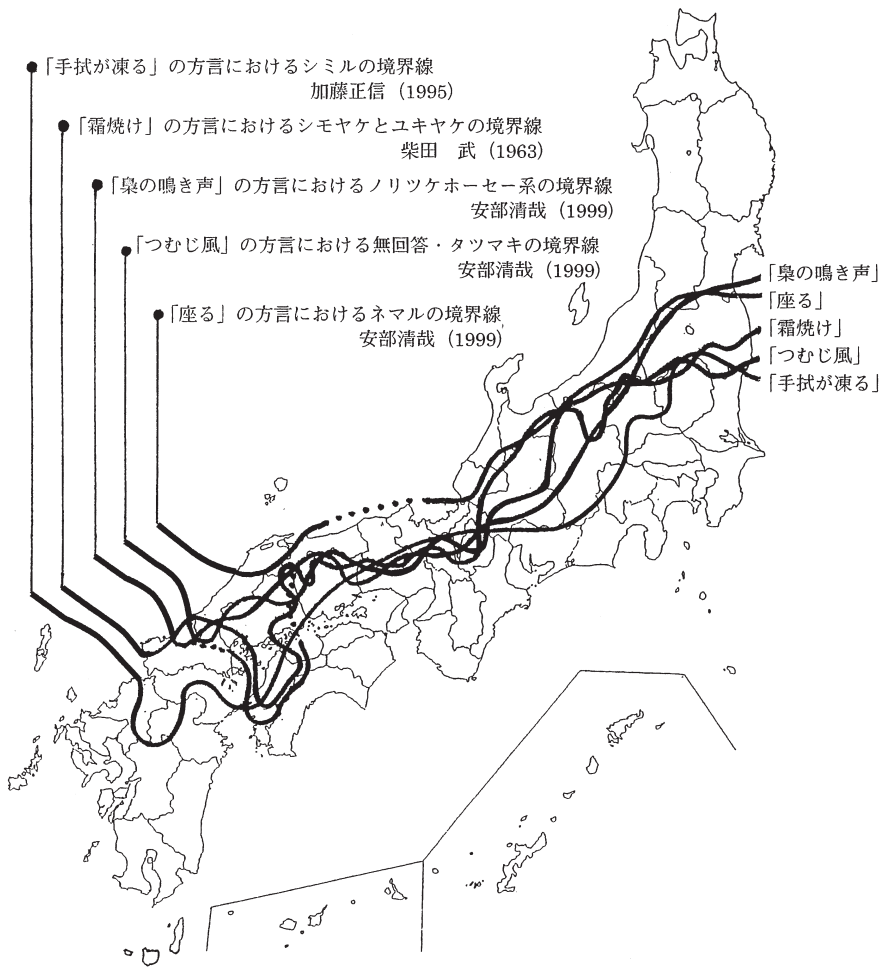 「手拭が凍る」の方言におけるシミルの境界線
加藤正信（1995）
「霜焼け」の方言におけるシモヤケとユキヤケの境界線
柴田　武（1963）
「梟の鳴き声」の方言におけるノリツケホーセー系の境界線
安部清哉（1999）
「つむじ風」の方言における無回答・タツマキの境界線
安部清哉（1999）
「座る」の方言におけるネマルの境界線
安部清哉（1999）
「梟の鳴き声」
「座る」
「霜焼け」
「つむじ風」
「手拭が凍る」